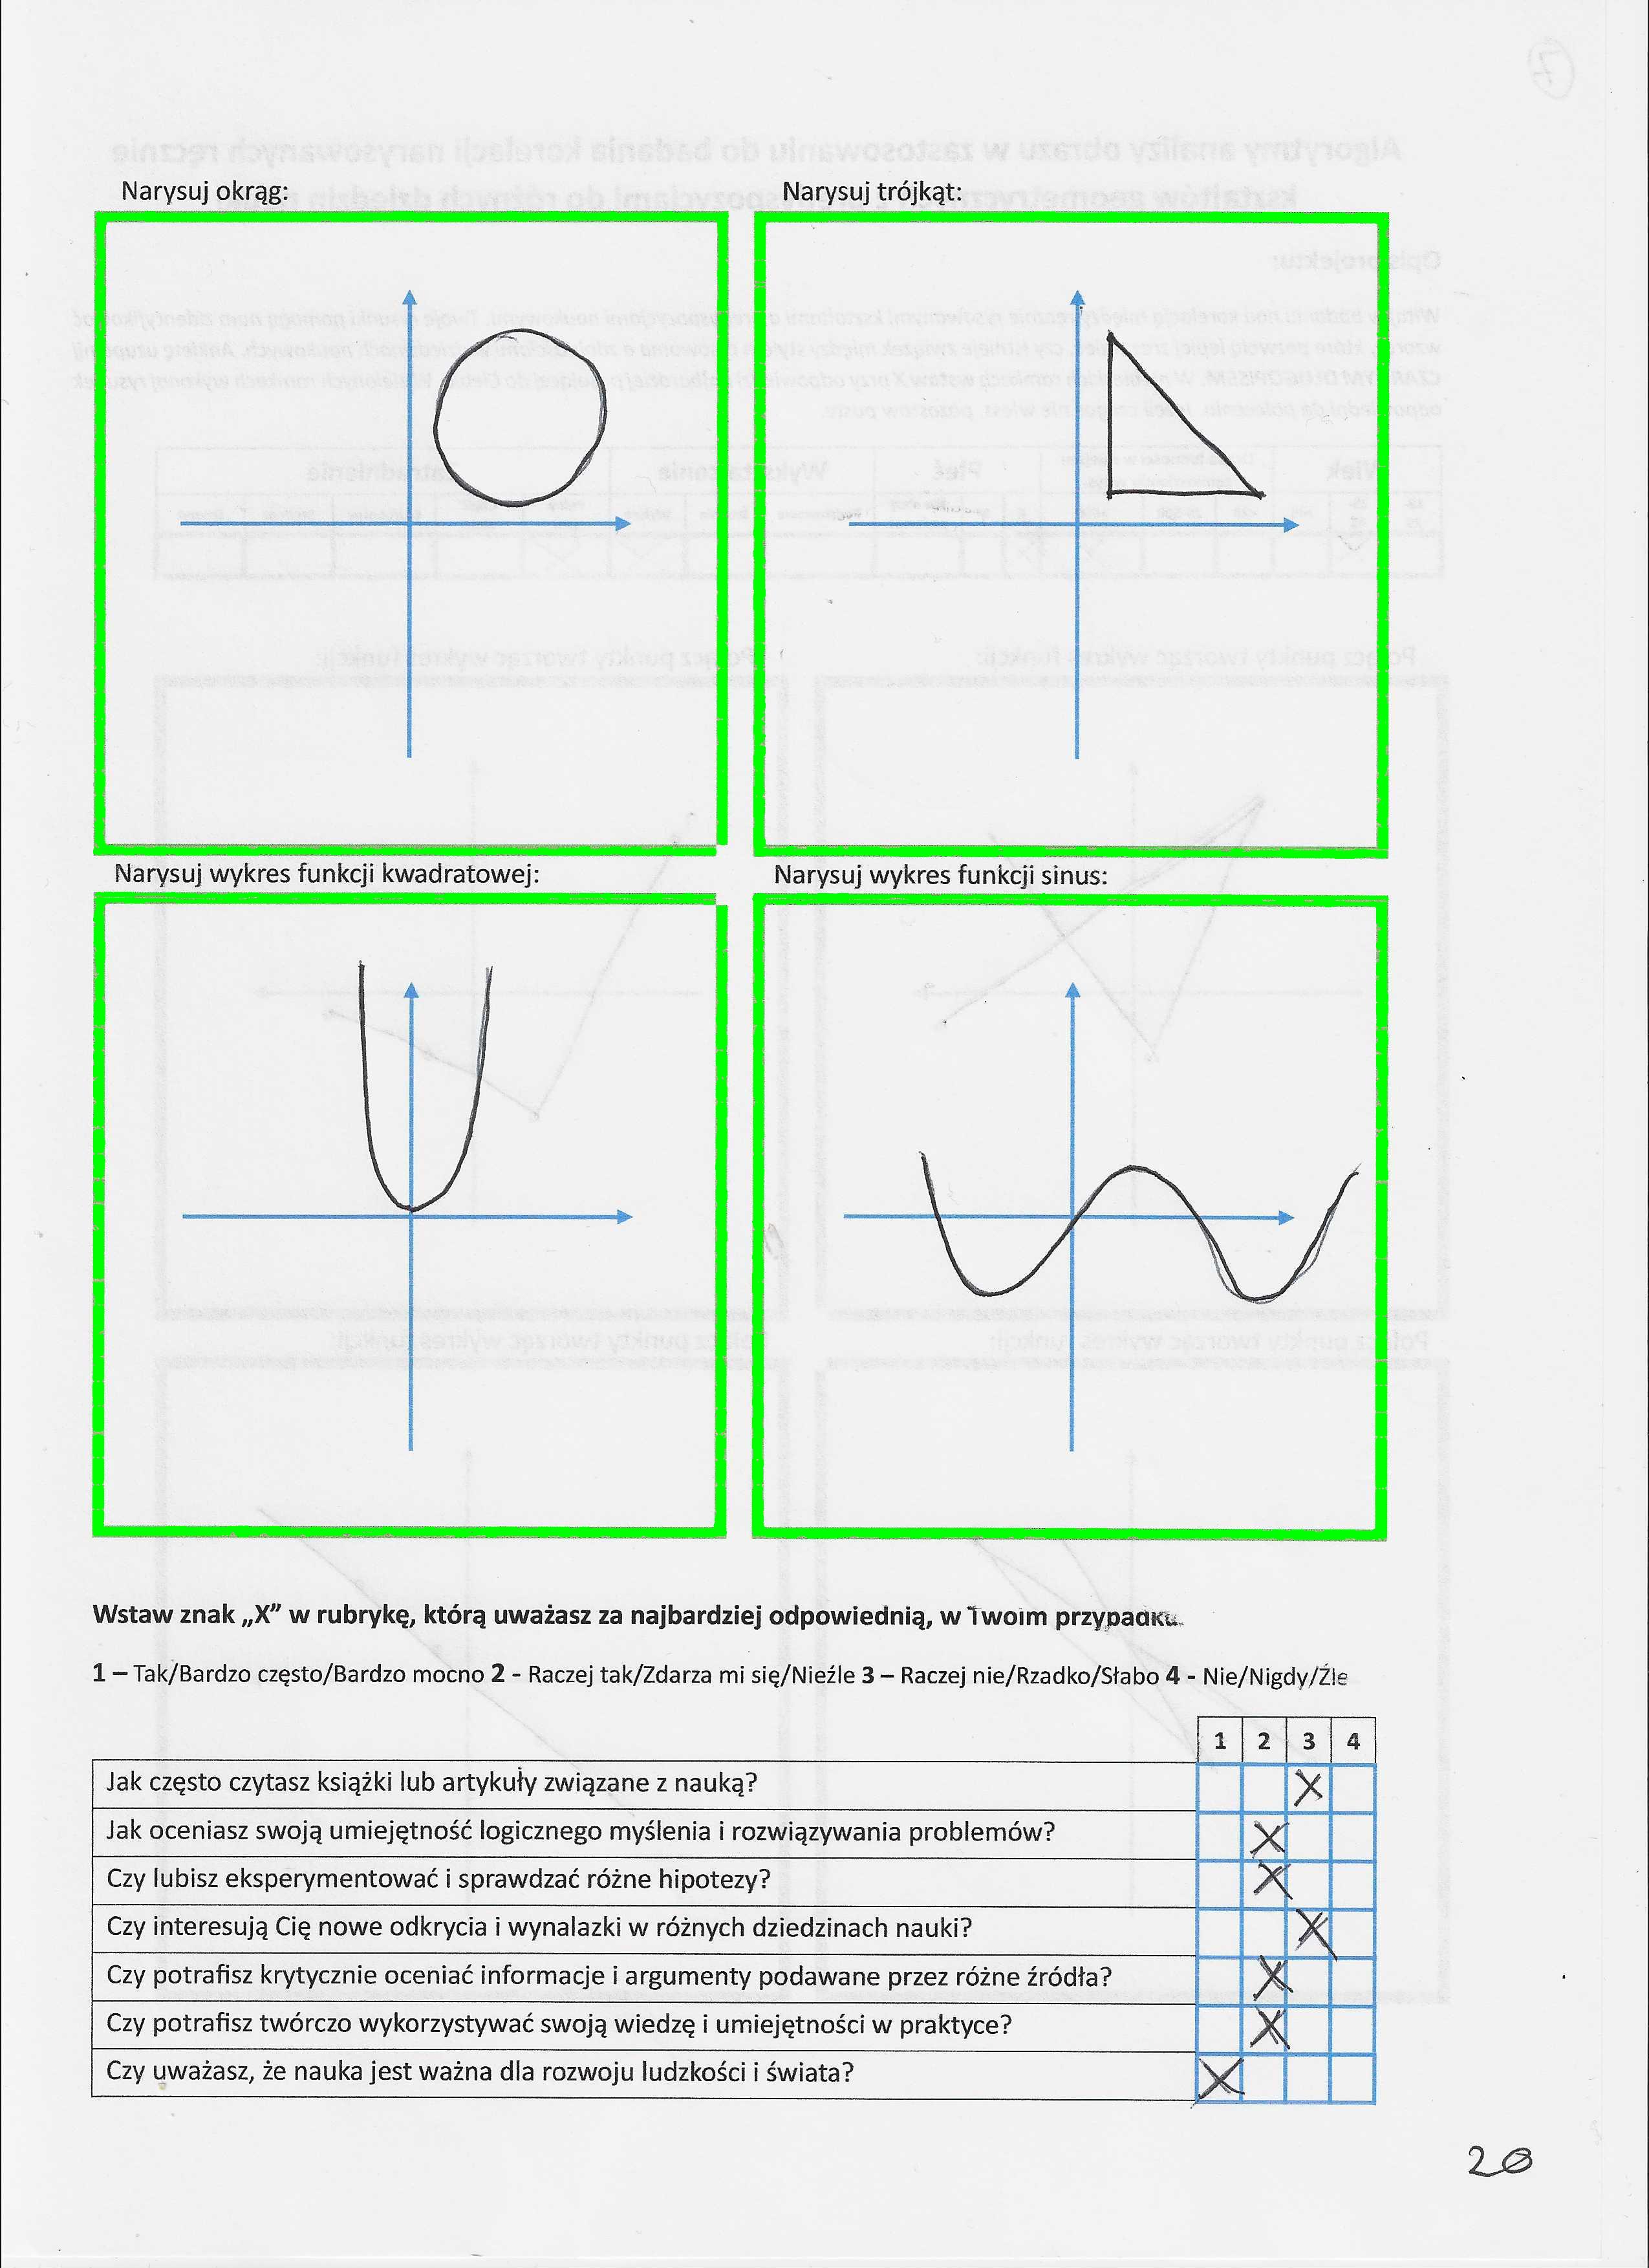 Narysuj okrąg:
Narysuj trójkąt:
Narysuj wykres funkcji kwadratowej:
Narysuj wykres funkcji sinus:
Wstaw znak „X” w rubrykę, którą uważasz za najbardziej odpowiednią, w Twoim przypadku.
1 – Tak/Bardzo często/Bardzo mocno 2 - Raczej tak/Zdarza mi się/Nieźle 3 – Raczej nie/Rzadko/Słabo 4 - Nie/Nigdy/Źle
1 2 3 4
Jak często czytasz książki lub artykuły związane z nauką? X
Jak oceniasz swoją umiejętność logicznego myślenia i rozwiązywania problemów? X
Czy lubisz eksperymentować i sprawdzać różne hipotezy? X
Czy interesują Cię nowe odkrycia i wynalazki w różnych dziedzinach nauki? X
Czy potrafisz krytycznie oceniać informacje i argumenty podawane przez różne źródła? X
Czy potrafisz twórczo wykorzystywać swoją wiedzę i umiejętności w praktyce? X
Czy uważasz, że nauka jest ważna dla rozwoju ludzkości i świata? X
20